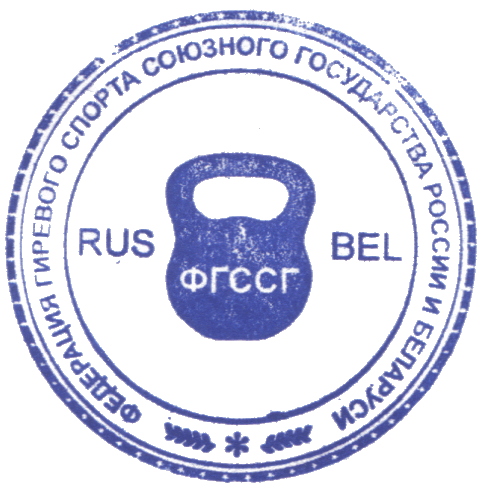 ФЕДЕРАЦИЯ ГИРЕВОГО СПОРТА СОЮЗНОГО ГОСУДАРСТВА РОССИИ И БЕЛАРУСИ
RUS
ФГССГ
BEL